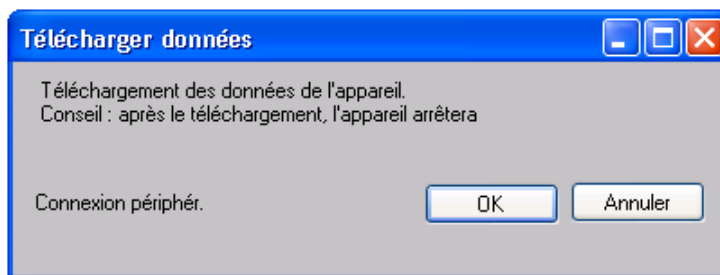 Télécharger données
Téléchargement des données de l'appareil.
Conseil : après le téléchargement, l'appareil arrêtera
Connexion périphér.
OK
Annuler